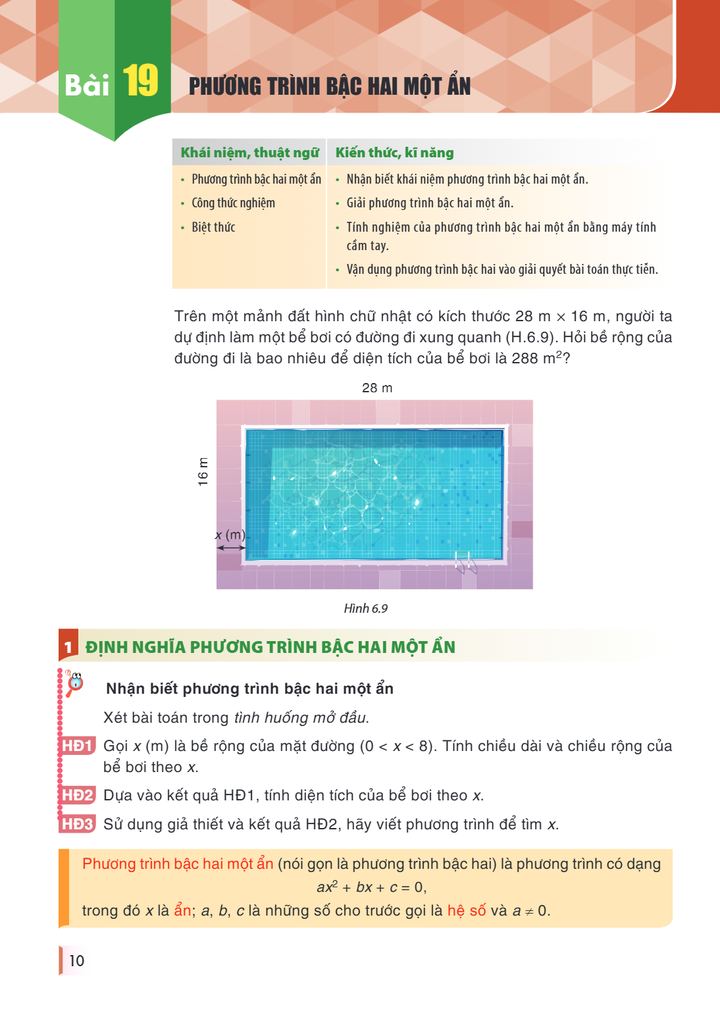 Bài 19 PHƯƠNG TRÌNH BẬC HAI MỘT ẨN
Khái niệm, thuật ngữ
• Phương trình bậc hai một ẩn
• Công thức nghiệm
• Biệt thức
Kiến thức, kĩ năng
• Nhận biết khái niệm phương trình bậc hai một ẩn.
• Giải phương trình bậc hai một ẩn.
• Tính nghiệm của phương trình bậc hai một ẩn bằng máy tính
cầm tay.
• Vận dụng phương trình bậc hai vào giải quyết bài toán thực tiễn.
Trên một mảnh đất hình chữ nhật có kích thước 28 m × 16 m, người ta
dự định làm một bể bơi có đường đi xung quanh (H.6.9). Hỏi bề rộng của
đường đi là bao nhiêu để diện tích của bể bơi là 288 m²?
28 m
16 m
x (m)
Hình 6.9
1 ĐỊNH NGHĨA PHƯƠNG TRÌNH BẬC HAI MỘT ẨN
Nhận biết phương trình bậc hai một ẩn
Xét bài toán trong tình huống mở đầu.
HĐ1 Gọi x (m) là bề rộng của mặt đường (0 < x < 8). Tính chiều dài và chiều rộng của
bể bơi theo x.
HĐ2 Dựa vào kết quả HĐ1, tính diện tích của bể bơi theo x.
HĐ3 Sử dụng giả thiết và kết quả HĐ2, hãy viết phương trình để tìm x.
Phương trình bậc hai một ẩn (nói gọn là phương trình bậc hai) là phương trình có dạng
ax² + bx + c = 0,
trong đó x là ẩn; a, b, c là những số cho trước gọi là hệ số và a ≠ 0.
10